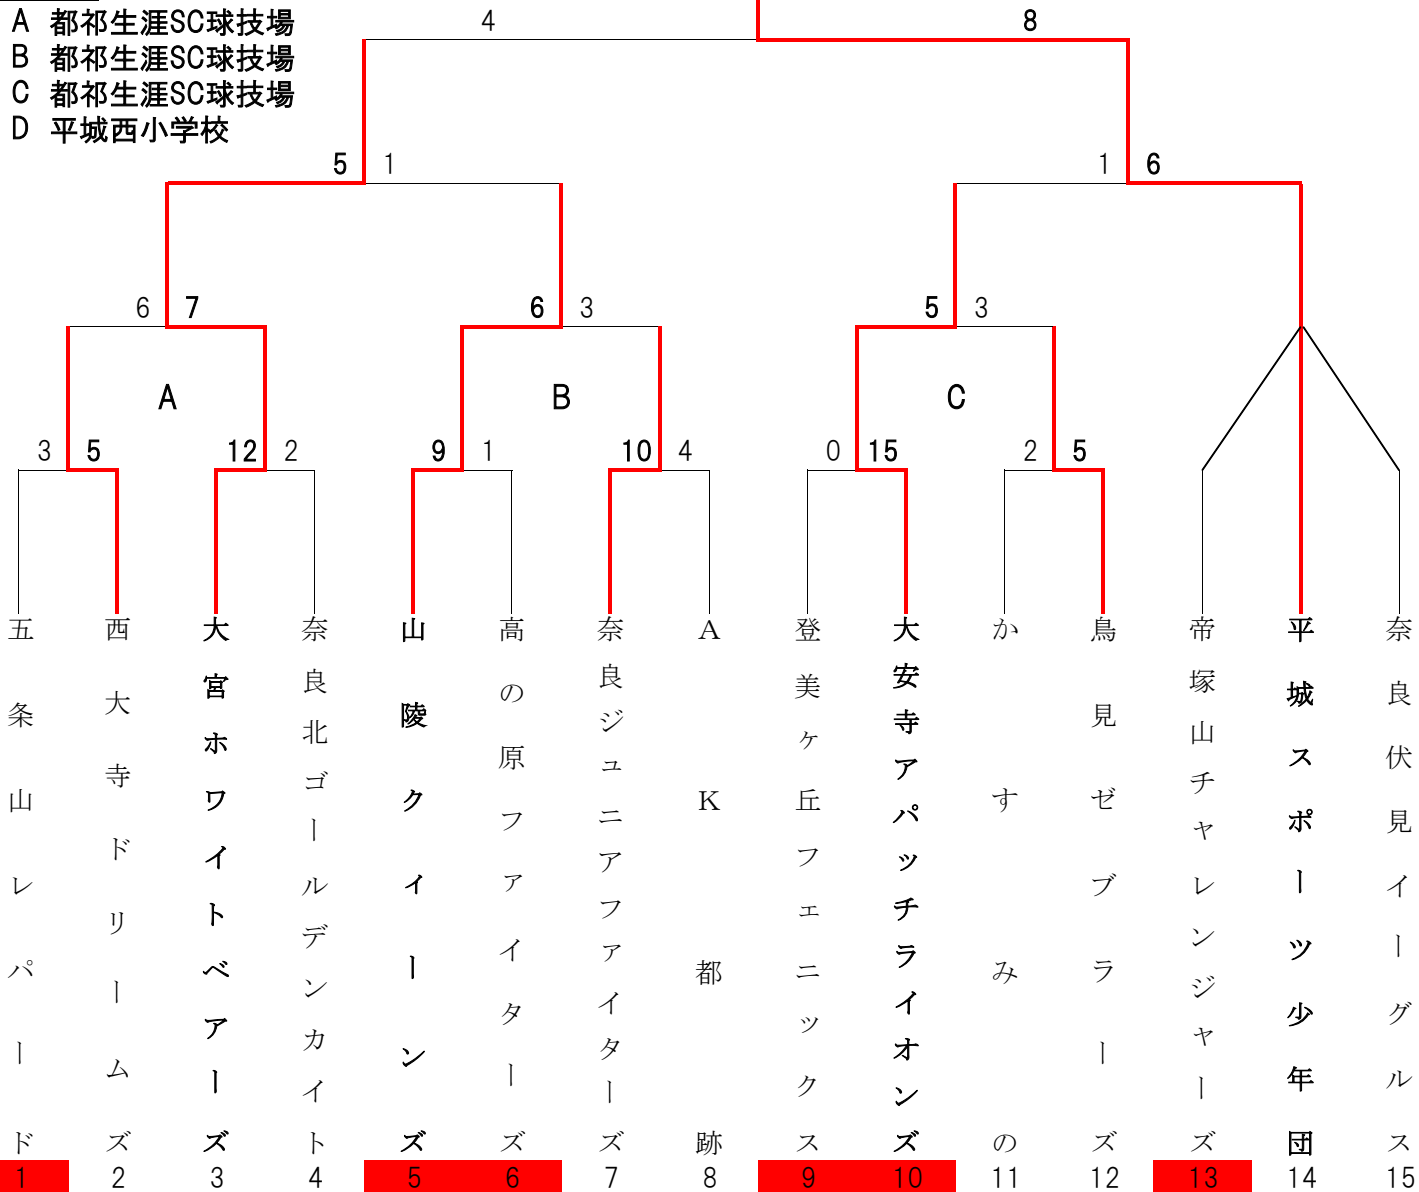 A 都祁生涯SC球技場
B 都祁生涯SC球技場
C 都祁生涯SC球技場
D 平城西小学校
4 8
5 1 1 6
6 7 6 3 5 3
A B C
3 5 12 2 9 1 10 4 0 15 2 5
五条山レパード
西大寺ドリームズ
大宮ホワイトベアーズ
奈良北ゴールデンカイト
山陵クィーンズ
高の原ファイターズ
奈良ジュニアファイターズ
AK都跡
登美ヶ丘フェニックス
大安寺アパッチライオンズ
かすみの
鳥見ゼブラーズ
帝塚山チャレンジャーズ
平城スポーツ少年団
奈良伏見イーグルス
1 2 3 4 5 6 7 8 9 10 11 12 13 14 15